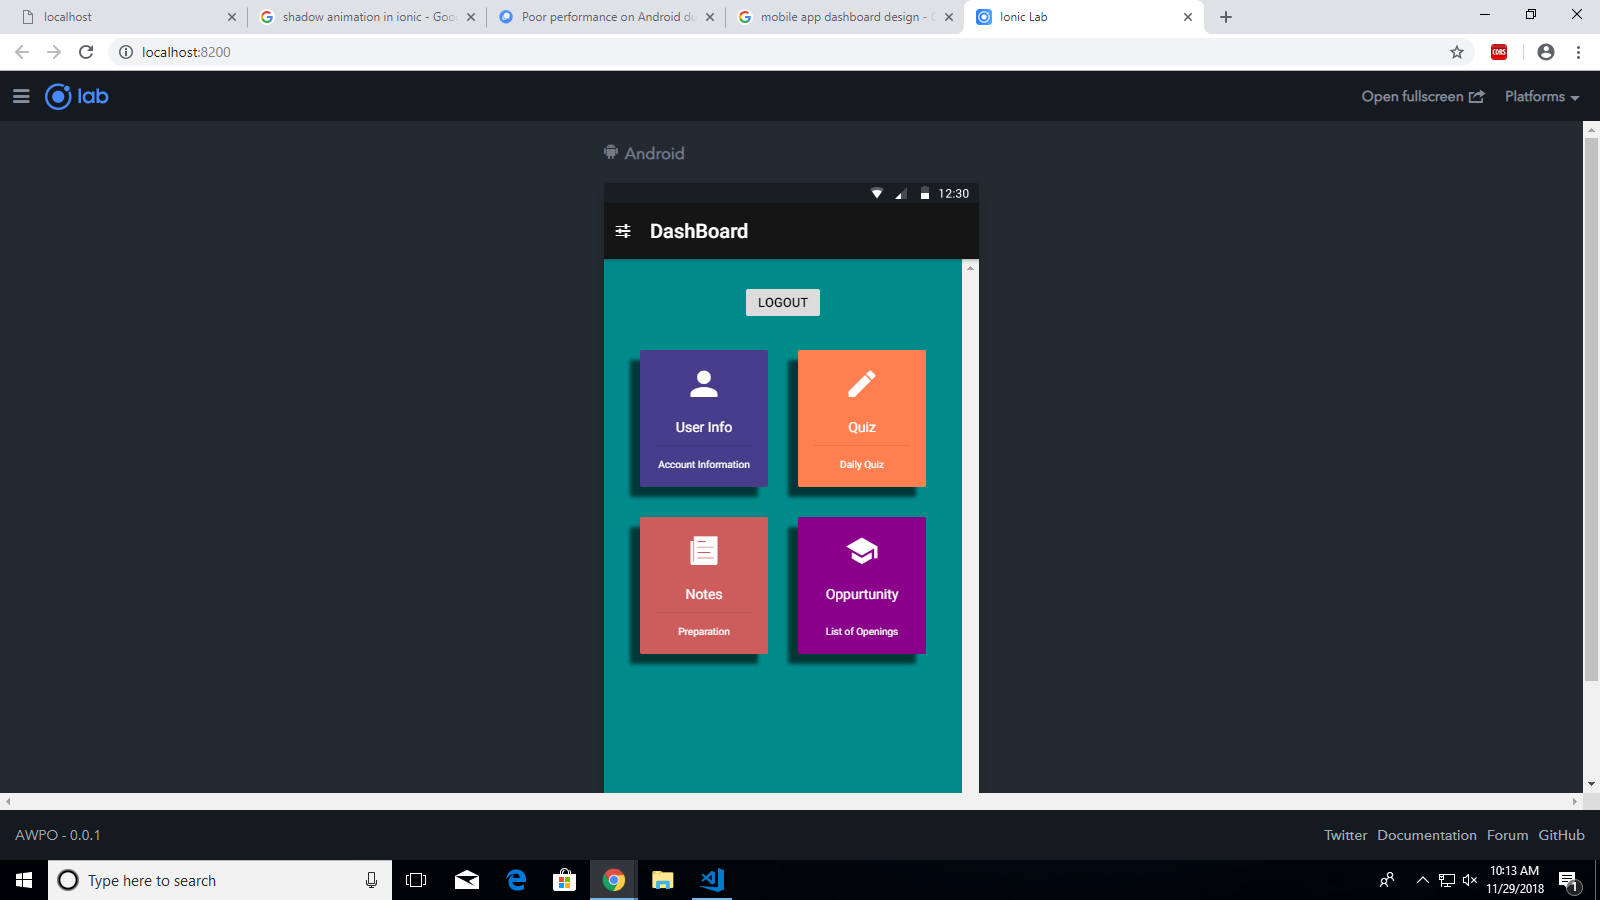 localhost
shadow animation in ionic - Goo
Poor performance on Android du
mobile app dashboard design - G
Ionic Lab
localhost:8200
CORS
lab
Open fullscreen
Platforms
Android
12:30
DashBoard
LOGOUT
User Info
Account Information
Quiz
Daily Quiz
Notes
Preparation
Oppurtunity
List of Openings
AWPO - 0.0.1
Twitter Documentation Forum GitHub
Type here to search
10:13 AM
11/29/2018
1